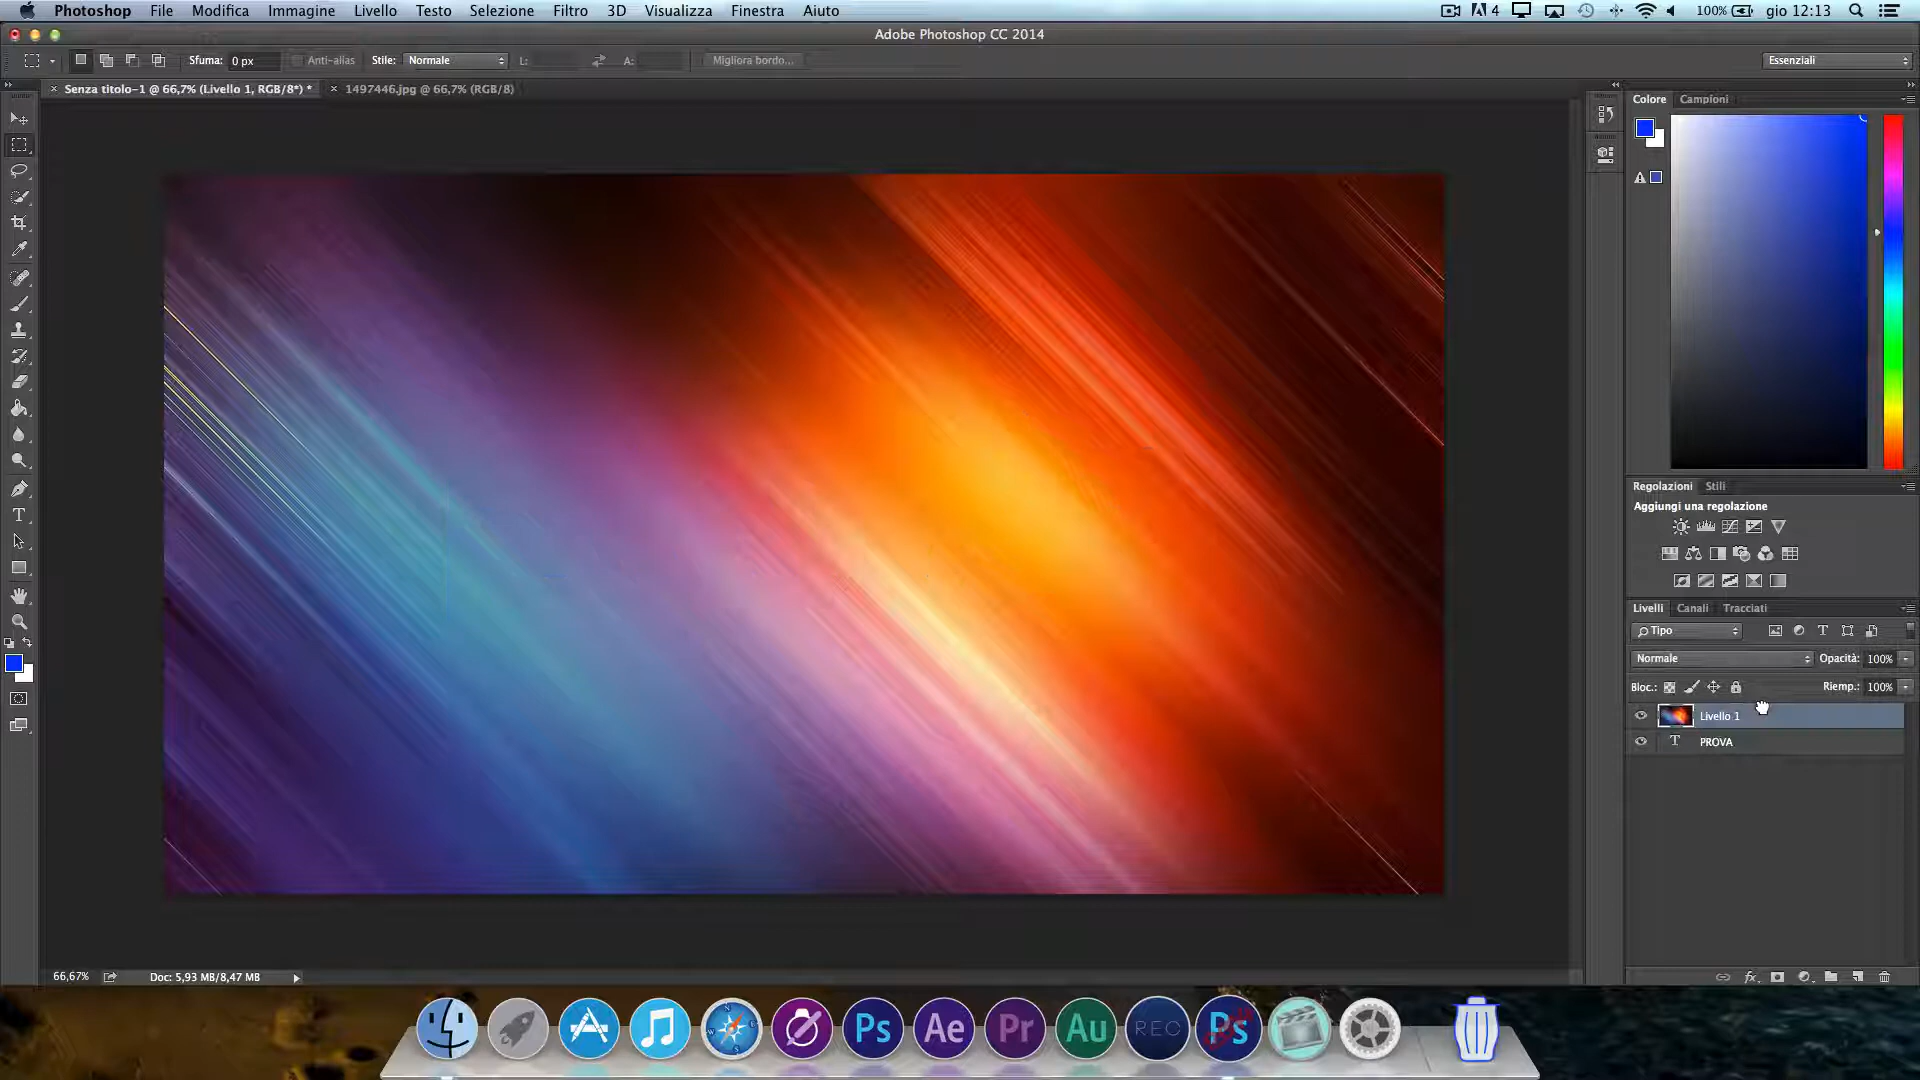 Photoshop File Modifica Immagine Livello Testo Selezione Filtro 3D Visualizza Finestra Aiuto 4 100% gio 12:13
Adobe Photoshop CC 2014
Sfuma: 0 px Anti-alias Stile: Normale L: A: Migliora bordo... Essenziali
Senza titolo-1 @ 66,7% (Livello 1, RGB/8*) * 1497446.jpg @ 66,7% (RGB/8)
Colore Campioni
Regolazioni Stili
Aggiungi una regolazione
Livelli Canali Tracciati
Tipo
Normale Opacità: 100%
Bloc.: Riemp.: 100%
Livello 1
T PROVA
66,67% Doc: 5,93 MB/8,47 MB
Ps Ae Pr Au REC Ps